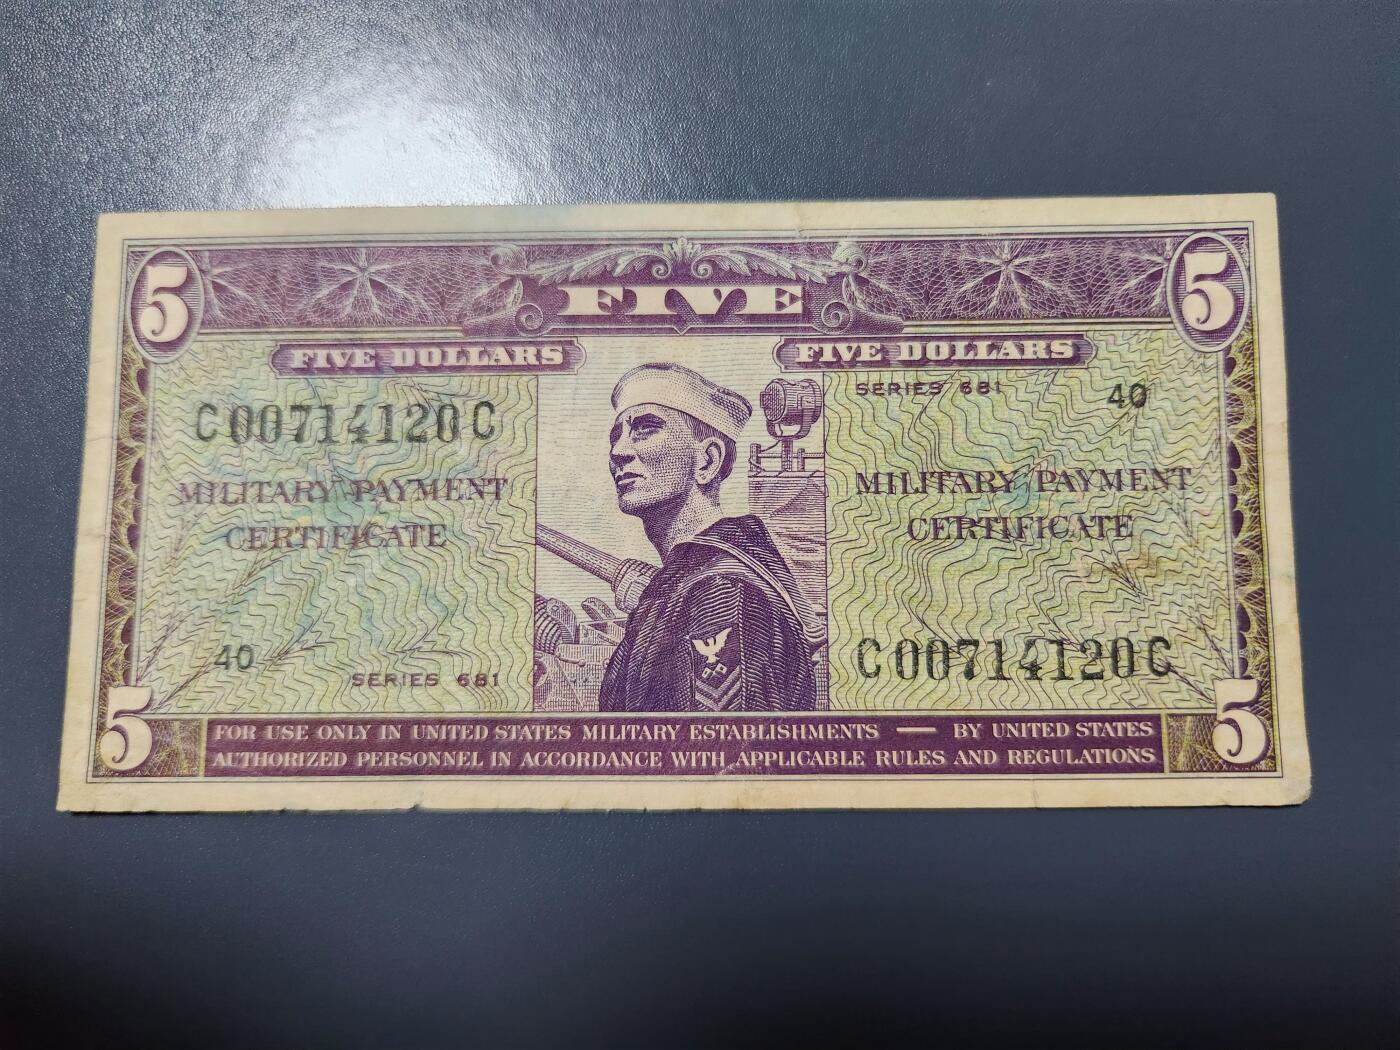 5 FIVE 5
FIVE DOLLARS FIVE DOLLARS
SERIES 681 40
C00714120C
MILITARY PAYMENT
CERTIFICATE
MILITARY PAYMENT
CERTIFICATE
40
SERIES 681
C00714120C
5 5
FOR USE ONLY IN UNITED STATES MILITARY ESTABLISHMENTS — BY UNITED STATES
AUTHORIZED PERSONNEL IN ACCORDANCE WITH APPLICABLE RULES AND REGULATIONS